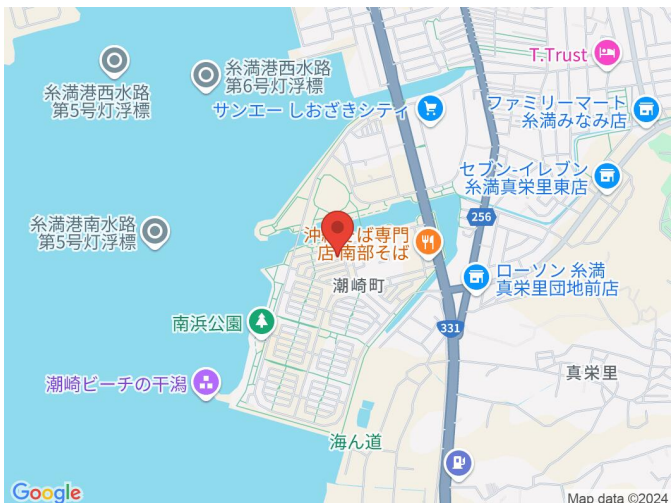 T.Trust
糸満港西水路
第5号灯浮標
糸満港西水路
第6号灯浮標
サンエー しおざきシティ
ファミリーマート
糸満みなみ店
セブン-イレブン
糸満真栄里東店
糸満港南水路
第5号灯浮標
256
そば専門
店 南部そば
ローソン 糸満
真栄里団地前店
潮崎町
南浜公園
331
潮崎ビーチの干潟
真栄里
海ん道
Google
Map data ©2024